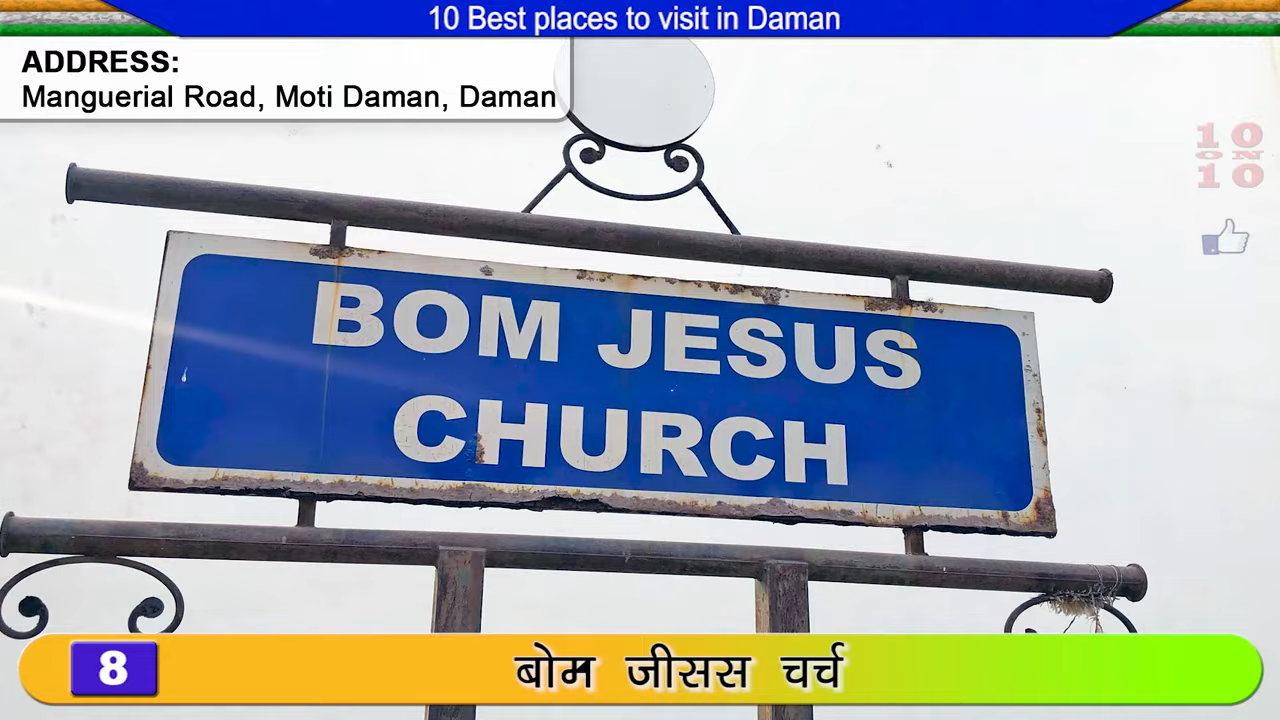 10 Best places to visit in Daman
ADDRESS:
Manguerial Road, Moti Daman, Daman
10
ON
10
BOM JESUS
CHURCH
8
बोम जीसस चर्च